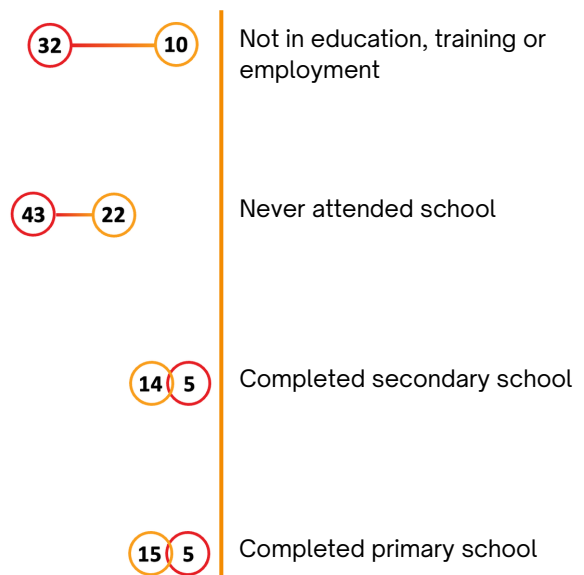 32 10 Not in education, training or
employment
43 22 Never attended school
14 5 Completed secondary school
15 5 Completed primary school